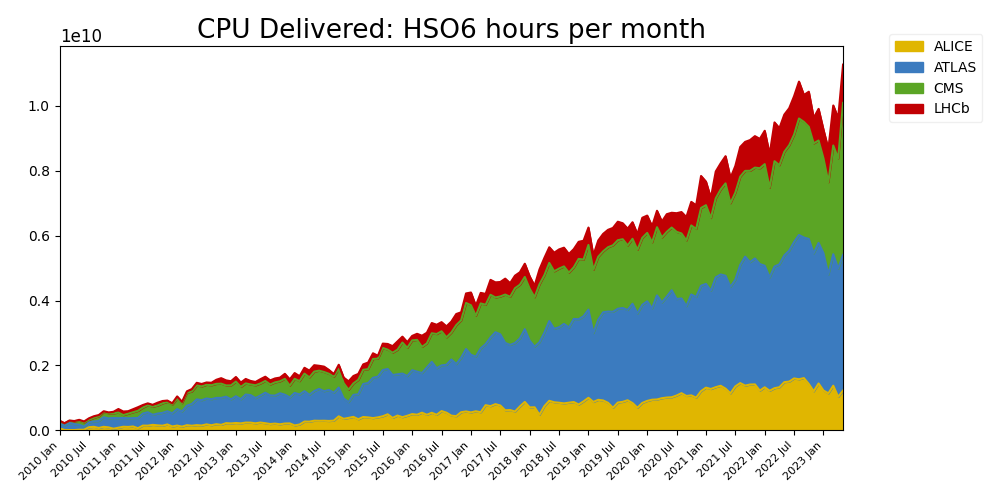 CPU Delivered: HSO6 hours per month
1e10
ALICE
ATLAS
CMS
LHCb
1.0
0.8
0.6
0.4
0.2
0.0
2010 Jan
2010 Jul
2011 Jan
2011 Jul
2012 Jan
2012 Jul
2013 Jan
2013 Jul
2014 Jan
2014 Jul
2015 Jan
2015 Jul
2016 Jan
2016 Jul
2017 Jan
2017 Jul
2018 Jan
2018 Jul
2019 Jan
2019 Jul
2020 Jan
2020 Jul
2021 Jan
2021 Jul
2022 Jan
2022 Jul
2023 Jan